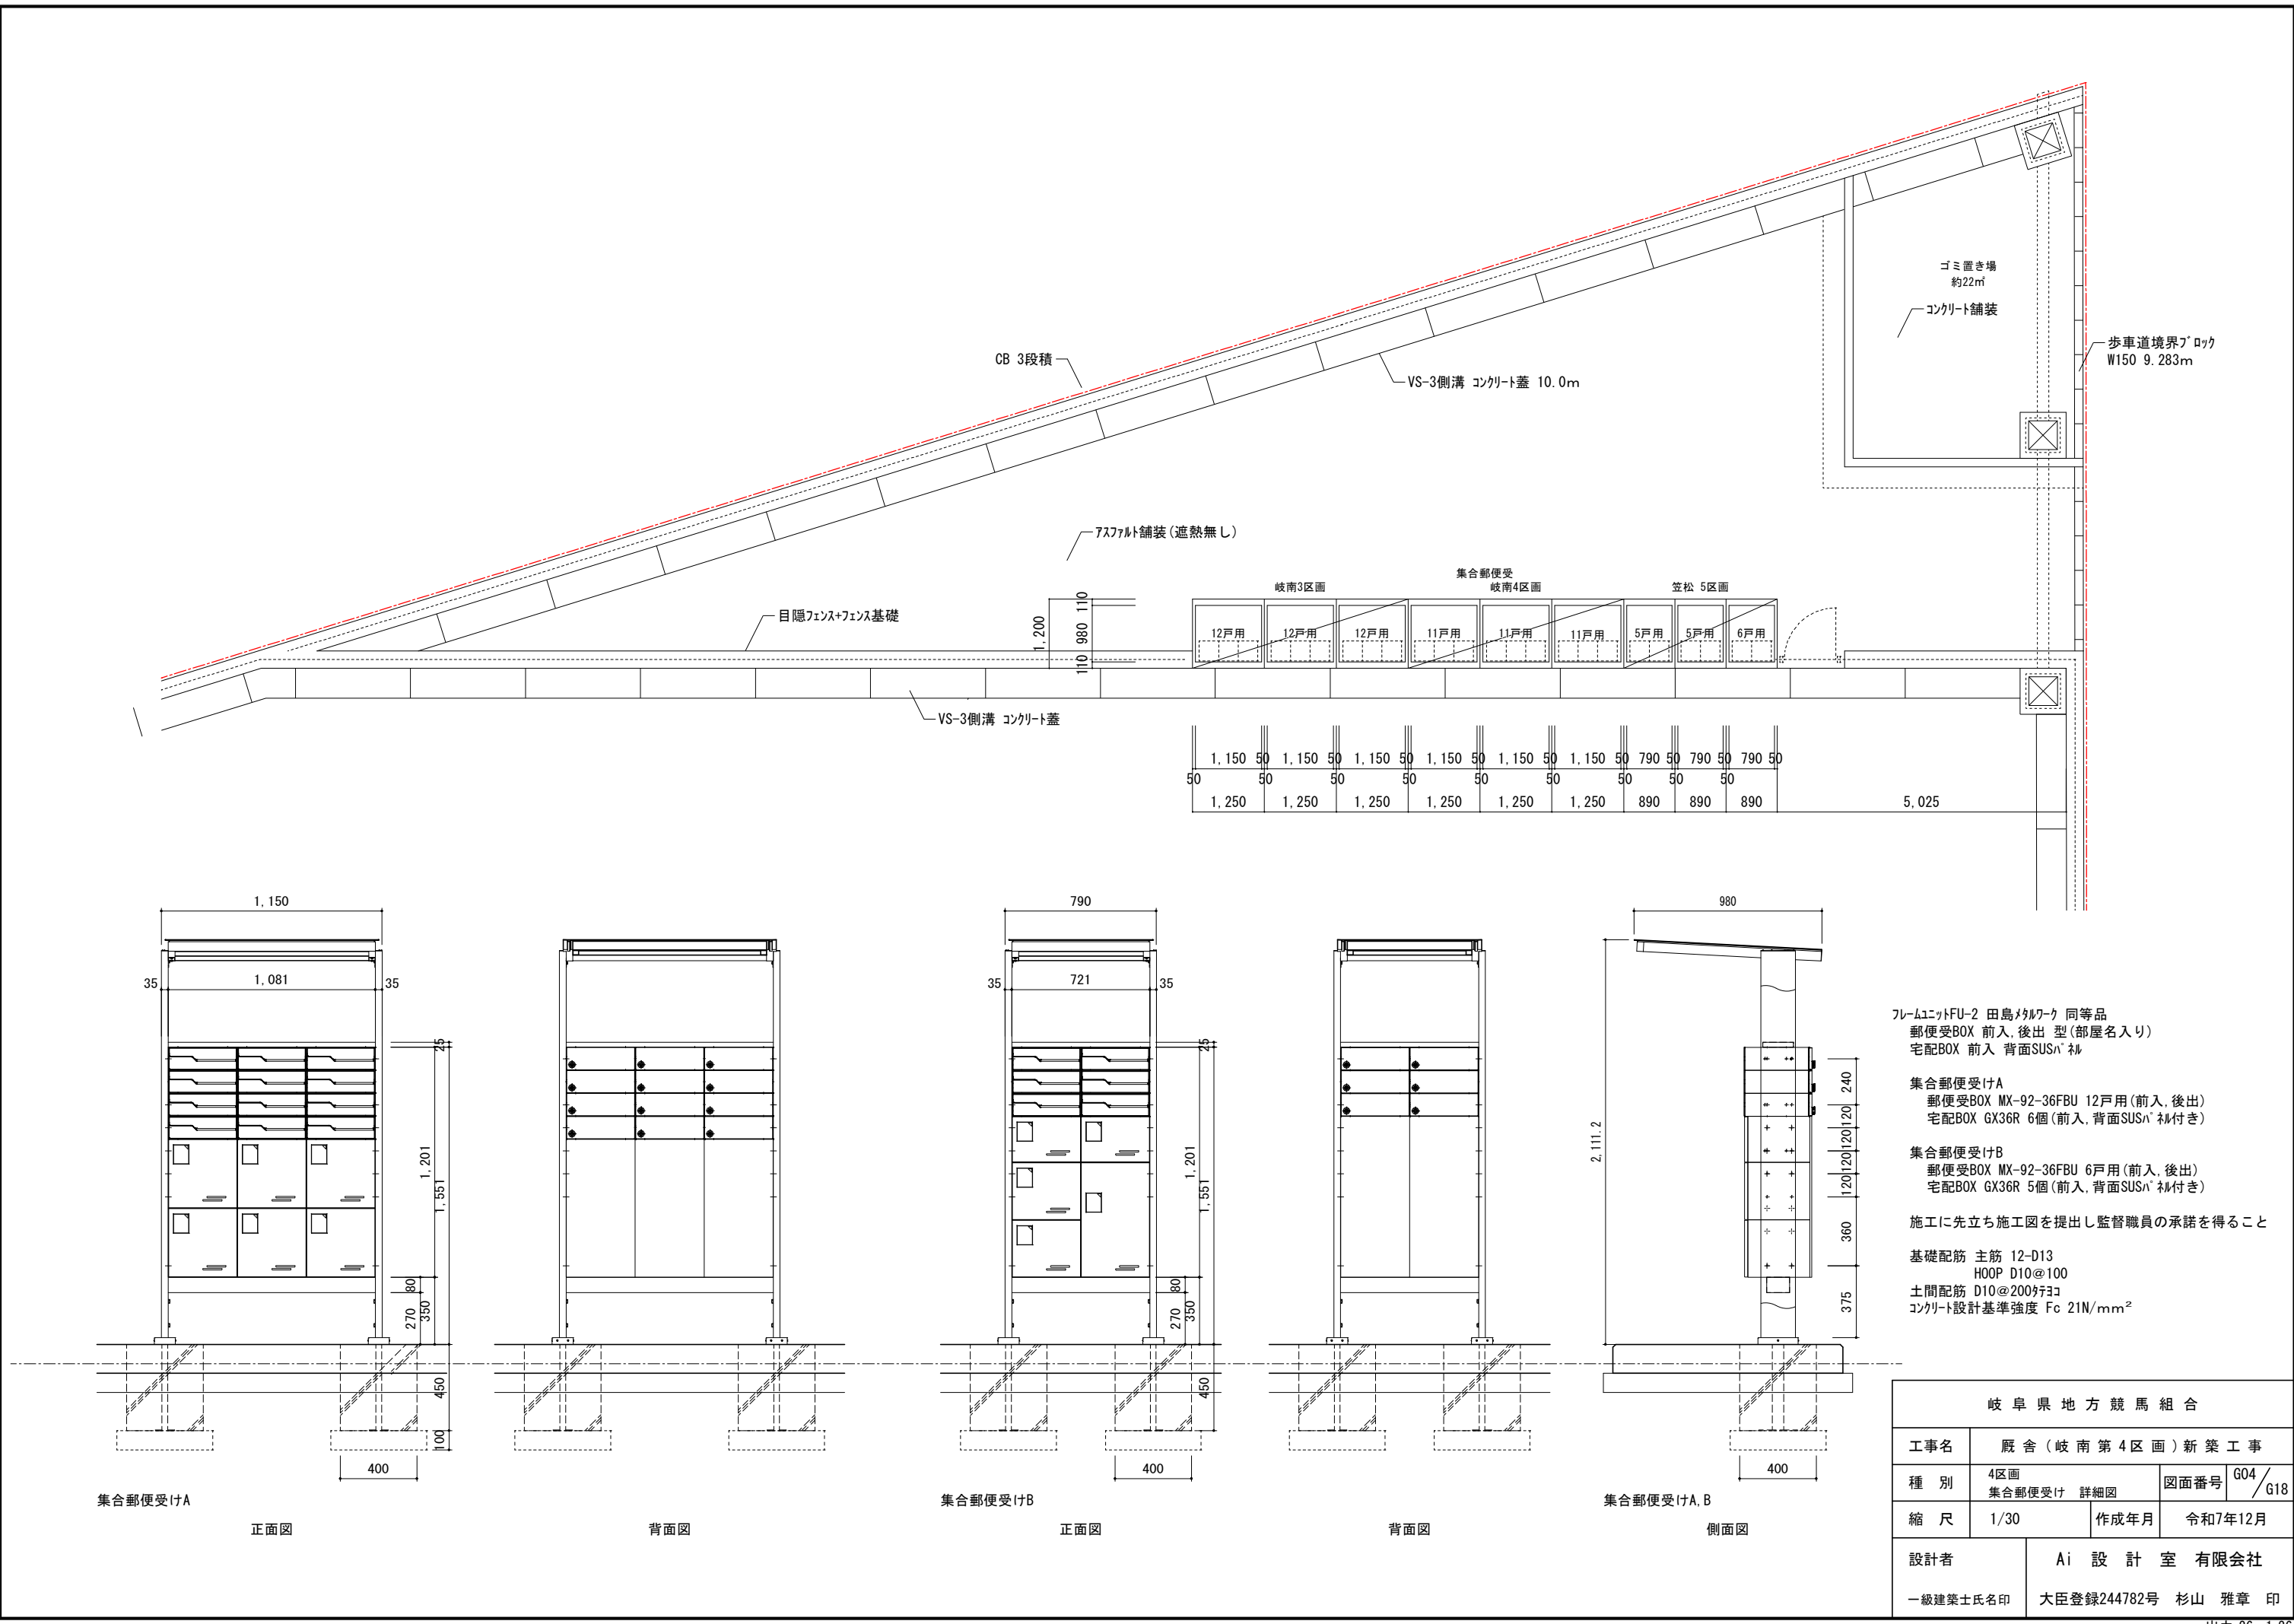 ゴミ置き場
約22㎡
コンクリート舗装
歩車道境界ブロック
W150 9.283m
CB 3段積
VS-3側溝 コンクリート蓋 10.0m
アスファルト舗装(遮熱無し)
集合郵便受
岐南3区画
岐南4区画
笠松 5区画
目隠フェンス+フェンス基礎
1,200
110
980
110
12戸用 12戸用 12戸用 11戸用 11戸用 11戸用 5戸用 5戸用 6戸用
VS-3側溝 コンクリート蓋
1,150 50 1,150 50 1,150 50 1,150 50 1,150 50 1,150 50 790 50 790 50 790 50
50 50 50 50 50 50 50 50 50
1,250 1,250 1,250 1,250 1,250 1,250 890 890 890 5,025
1,150
35 1,081 35
25
1,201
1,551
80
270
350
450
100
400
集合郵便受けA
正面図
背面図
790
35 721 35
25
1,201
1,551
80
270
350
450
400
集合郵便受けB
正面図
背面図
980
2,111.2
240
120
120
120
120
360
375
400
集合郵便受けA,B
側面図
フレームユニットFU-2 田島メタルワーク 同等品
郵便受BOX 前入,後出 型(部屋名入り)
宅配BOX 前入 背面SUSパネル
集合郵便受けA
郵便受BOX MX-92-36FBU 12戸用(前入,後出)
宅配BOX GX36R 6個(前入,背面SUSパネル付き)
集合郵便受けB
郵便受BOX MX-92-36FBU 6戸用(前入,後出)
宅配BOX GX36R 5個(前入,背面SUSパネル付き)
施工に先立ち施工図を提出し監督職員の承諾を得ること
基礎配筋 主筋 12-D13
HOOP D10@100
土間配筋 D10@200タテヨコ
コンクリート設計基準強度 Fc 21N/mm²
岐阜県地方競馬組合
工事名 厩舎(岐南第4区画)新築工事
種 別 4区画
集合郵便受け 詳細図
図面番号 G04/G18
縮 尺 1/30 作成年月 令和7年12月
設計者 Ai 設 計 室 有限会社
一級建築士氏名印 大臣登録244782号 杉山 雅章 印